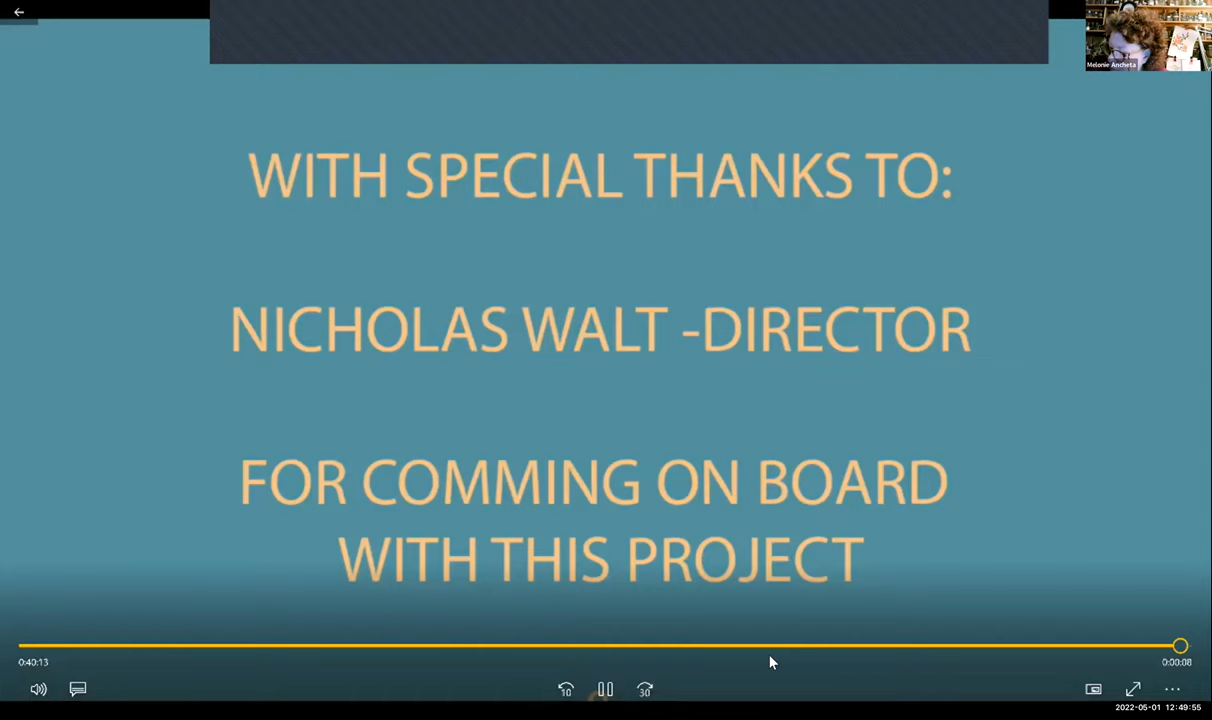 Melonie Ancheta
WITH SPECIAL THANKS TO:
NICHOLAS WALT -DIRECTOR
FOR COMMING ON BOARD
WITH THIS PROJECT
0:40:13
0:00:08
10
30
2022-05-01 12:49:55